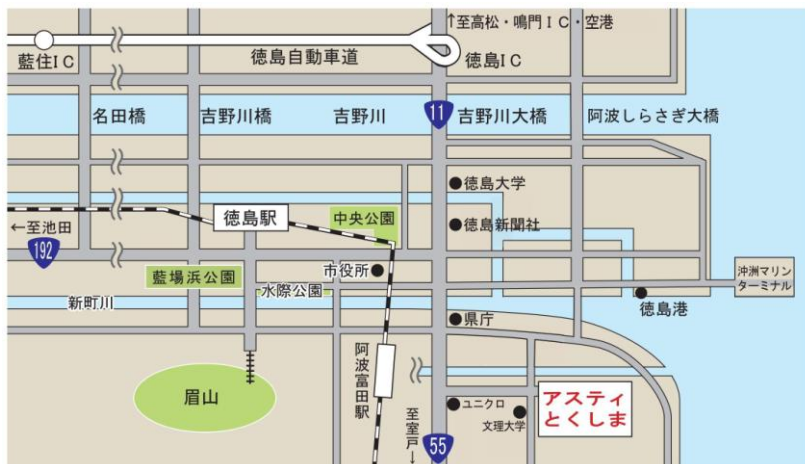 ↑至高松・鳴門IC・空港
藍住IC
徳島自動車道
徳島IC
名田橋
吉野川橋
吉野川
11
吉野川大橋
阿波しらさぎ大橋
徳島大学
徳島駅
中央公園
徳島新聞社
←至池田
192
市役所
藍場浜公園
水際公園
沖洲マリン
ターミナル
新町川
徳島港
県庁
阿波富田駅
眉山
アスティ
とくしま
ユニクロ
文理大学
至室戸↓
55